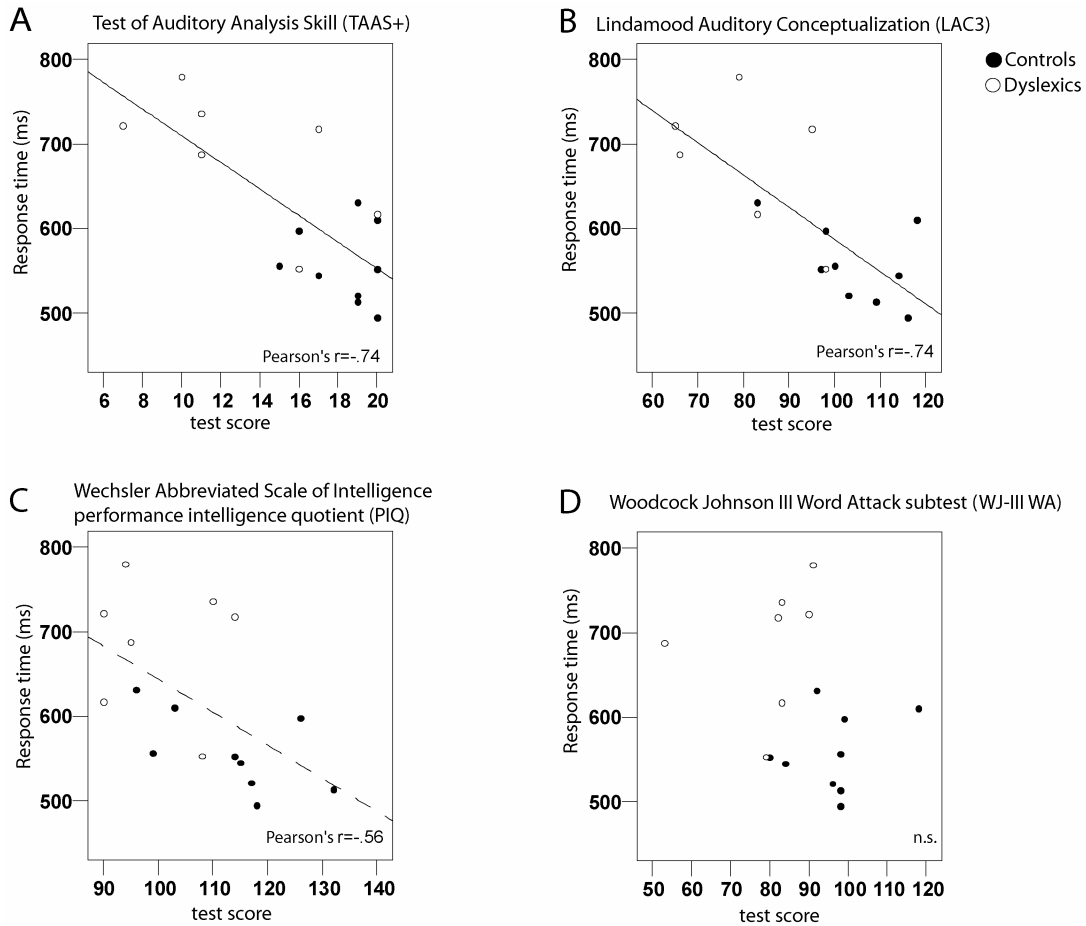 A
Test of Auditory Analysis Skill (TAAS+)
Response time (ms)
800
700
600
500
Pearson's r=-.74
6 8 10 12 14 16 18 20
test score
B
Lindamood Auditory Conceptualization (LAC3)
Response time (ms)
800
700
600
500
Pearson's r=-.74
60 70 80 90 100 110 120
test score
Controls
Dyslexics
C
Wechsler Abbreviated Scale of Intelligence
performance intelligence quotient (PIQ)
Response time (ms)
800
700
600
500
Pearson's r=-.56
90 100 110 120 130 140
test score
D
Woodcock Johnson III Word Attack subtest (WJ-III WA)
Response time (ms)
800
700
600
500
n.s.
50 60 70 80 90 100 110 120
test score